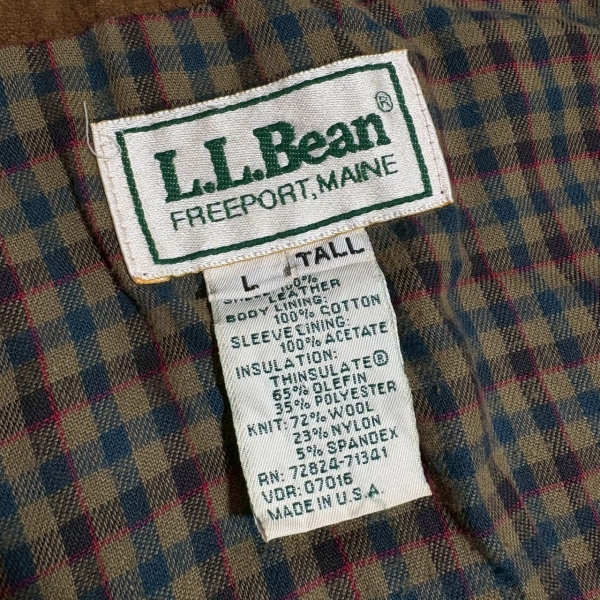 L.L.Bean®
FREEPORT, MAINE
L TALL
100%
LEATHER
BODY LINING:
100% COTTON
SLEEVE LINING:
100% ACETATE
INSULATION:
THINSULATE®
65% OLEFIN
35% POLYESTER
KNIT: 72% WOOL
23% NYLON
5% SPANDEX
RN: 72824-71341
VDR: 07016
MADE IN U.S.A.